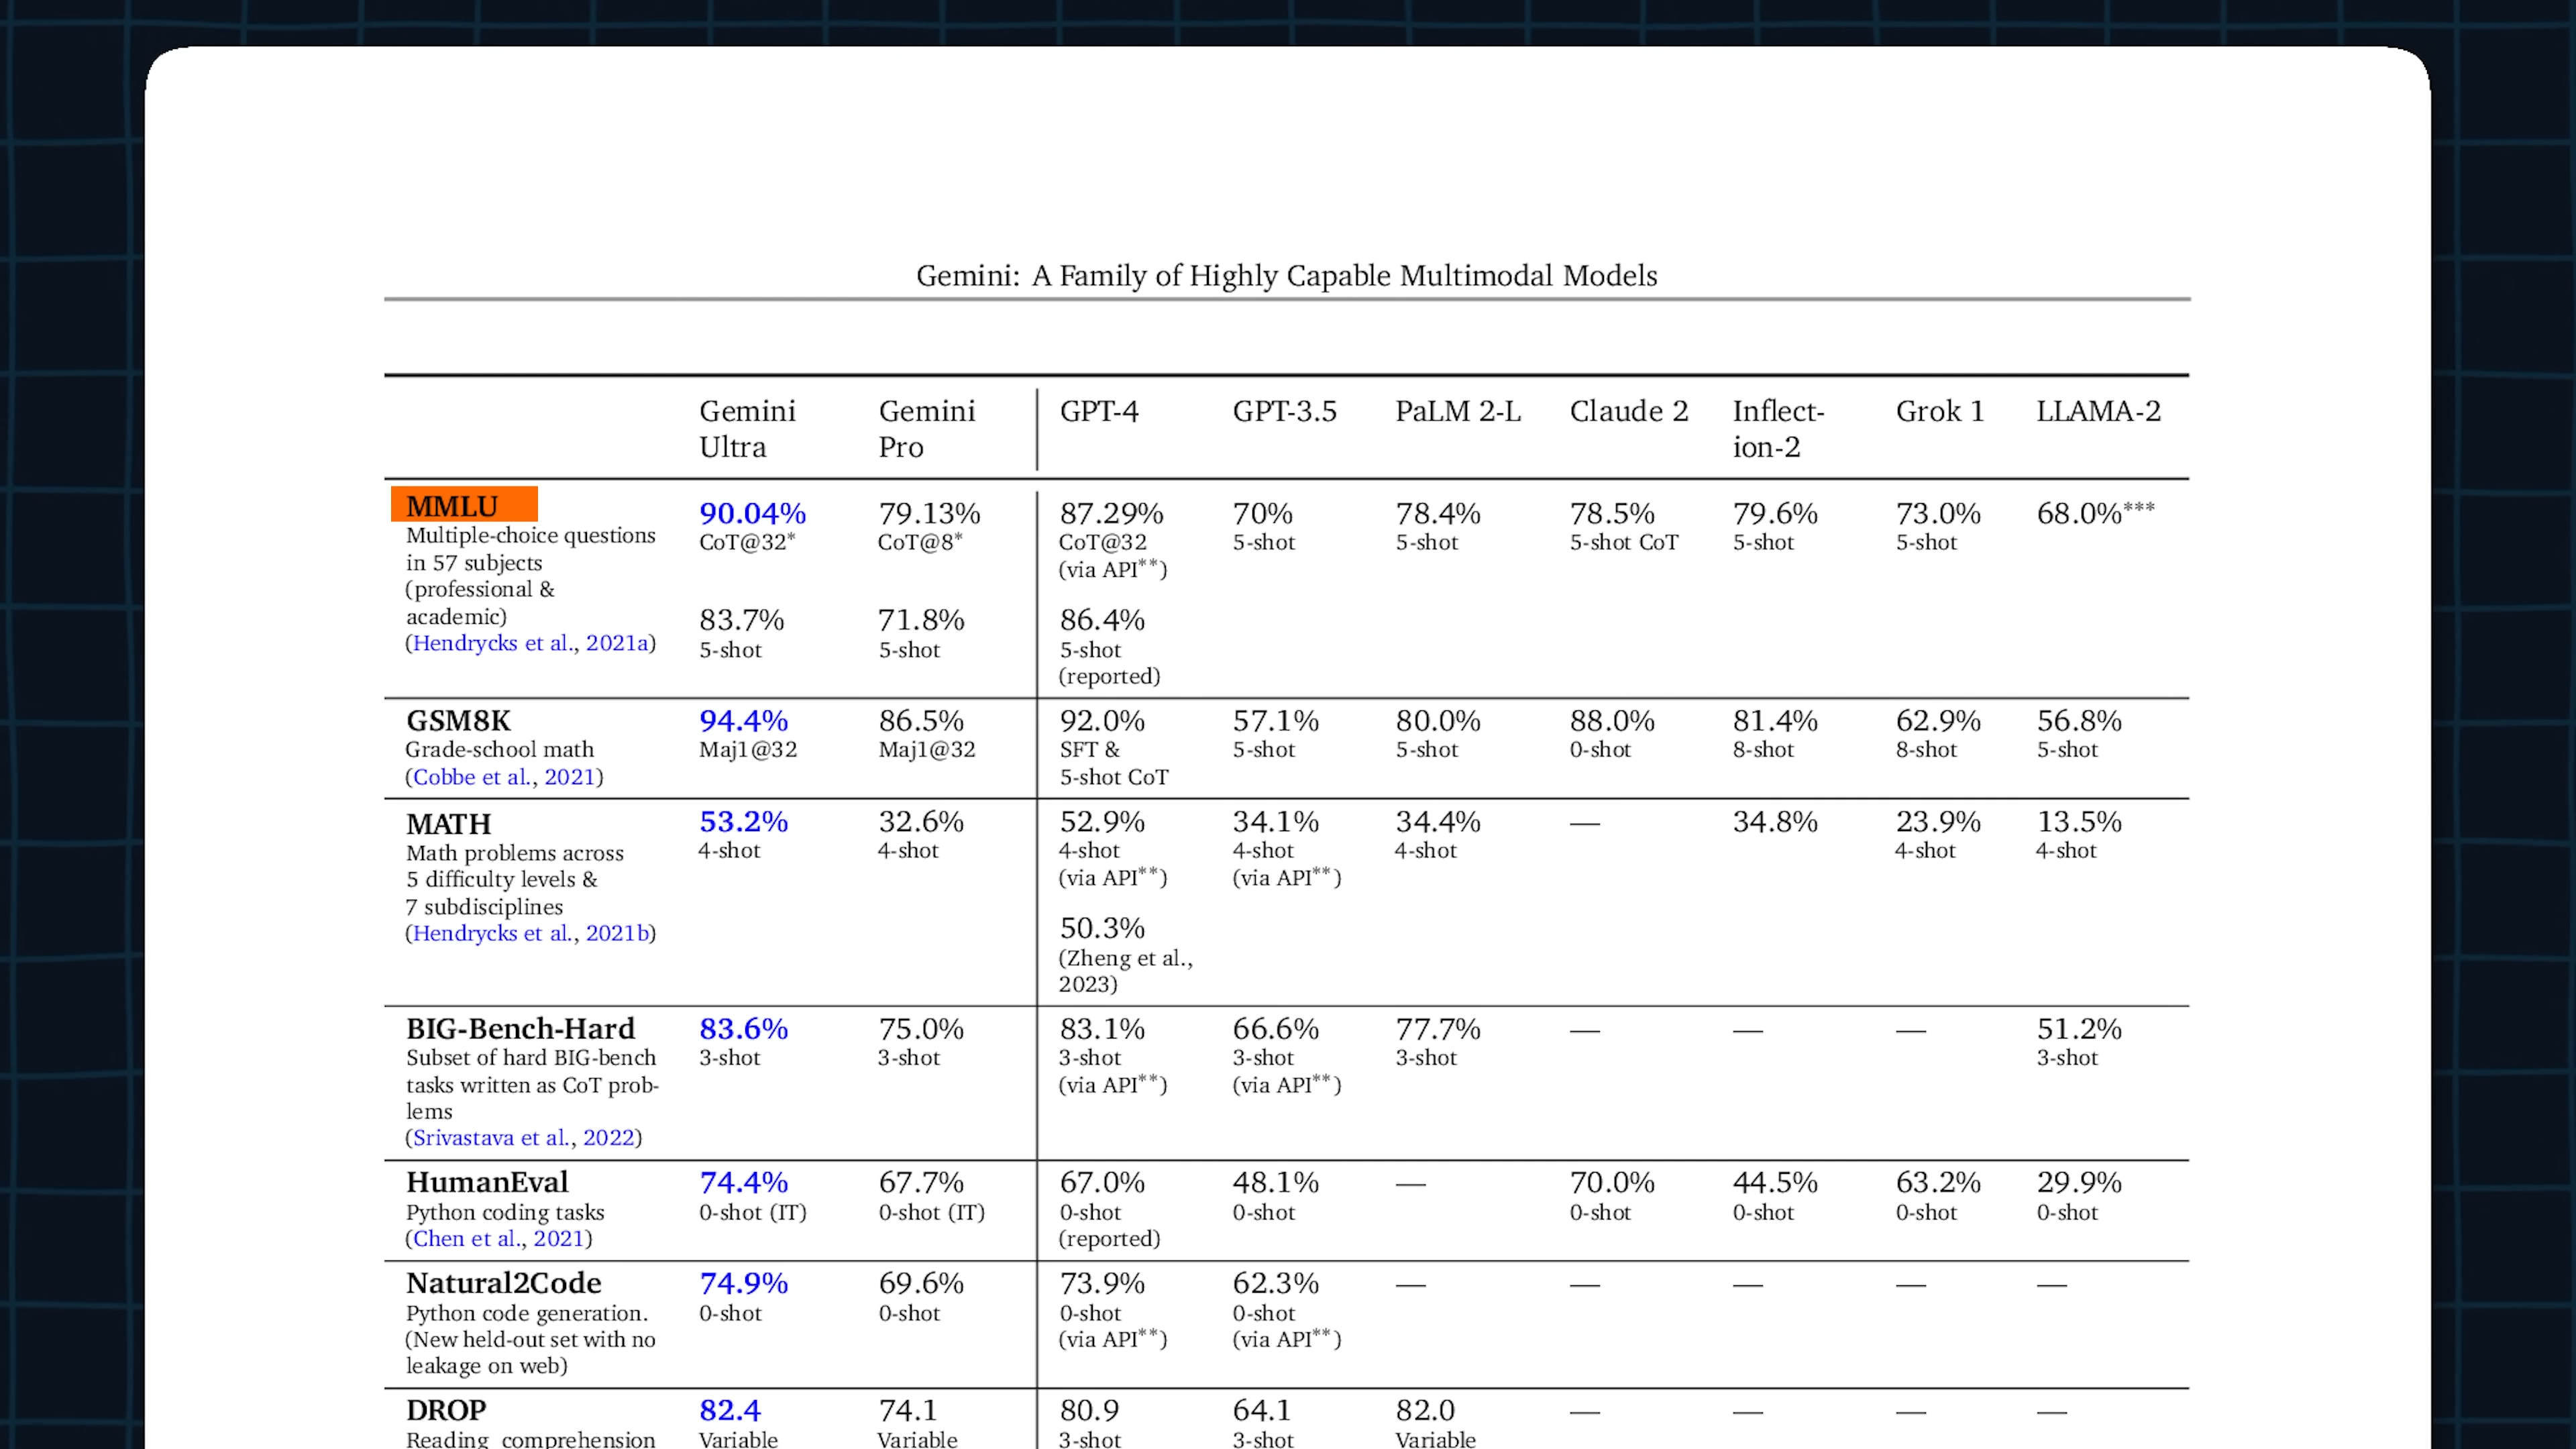 Gemini: A Family of Highly Capable Multimodal Models
Gemini Ultra Gemini Pro GPT-4 GPT-3.5 PaLM 2-L Claude 2 Inflect-ion-2 Grok 1 LLAMA-2
MMLU
Multiple-choice questions
in 57 subjects
(professional &
academic)
(Hendrycks et al., 2021a)
90.04% 79.13% 87.29% 70% 78.4% 78.5% 79.6% 73.0% 68.0%***
CoT@32* CoT@8* CoT@32 5-shot 5-shot 5-shot CoT 5-shot 5-shot
(via API**)
83.7% 71.8% 86.4%
5-shot 5-shot 5-shot
(reported)
GSM8K
Grade-school math
(Cobbe et al., 2021)
94.4% 86.5% 92.0% 57.1% 80.0% 88.0% 81.4% 62.9% 56.8%
Maj1@32 Maj1@32 SFT & 5-shot 5-shot 0-shot 8-shot 8-shot 5-shot
5-shot CoT
MATH
Math problems across
5 difficulty levels &
7 subdisciplines
(Hendrycks et al., 2021b)
53.2% 32.6% 52.9% 34.1% 34.4% — 34.8% 23.9% 13.5%
4-shot 4-shot 4-shot 4-shot 4-shot 4-shot 4-shot
(via API**) (via API**)
50.3%
(Zheng et al.,
2023)
BIG-Bench-Hard
Subset of hard BIG-bench
tasks written as CoT prob-
lems
(Srivastava et al., 2022)
83.6% 75.0% 83.1% 66.6% 77.7% — — — 51.2%
3-shot 3-shot 3-shot 3-shot 3-shot 3-shot
(via API**) (via API**)
HumanEval
Python coding tasks
(Chen et al., 2021)
74.4% 67.7% 67.0% 48.1% — 70.0% 44.5% 63.2% 29.9%
0-shot (IT) 0-shot (IT) 0-shot 0-shot 0-shot 0-shot 0-shot 0-shot
(reported)
Natural2Code
Python code generation.
(New held-out set with no
leakage on web)
74.9% 69.6% 73.9% 62.3% — — — — —
0-shot 0-shot 0-shot 0-shot
(via API**) (via API**)
DROP
Reading comprehension
82.4 74.1 80.9 64.1 82.0 — — — —
Variable Variable 3-shot 3-shot Variable